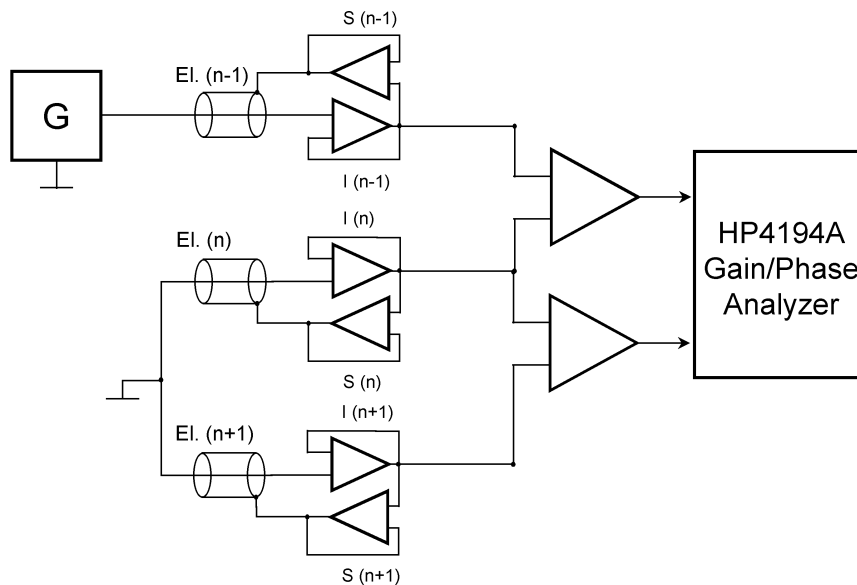 S (n-1)
El. (n-1)
G
I (n-1)
I (n)
El. (n)
S (n)
I (n+1)
El. (n+1)
S (n+1)
HP4194A
Gain/Phase
Analyzer